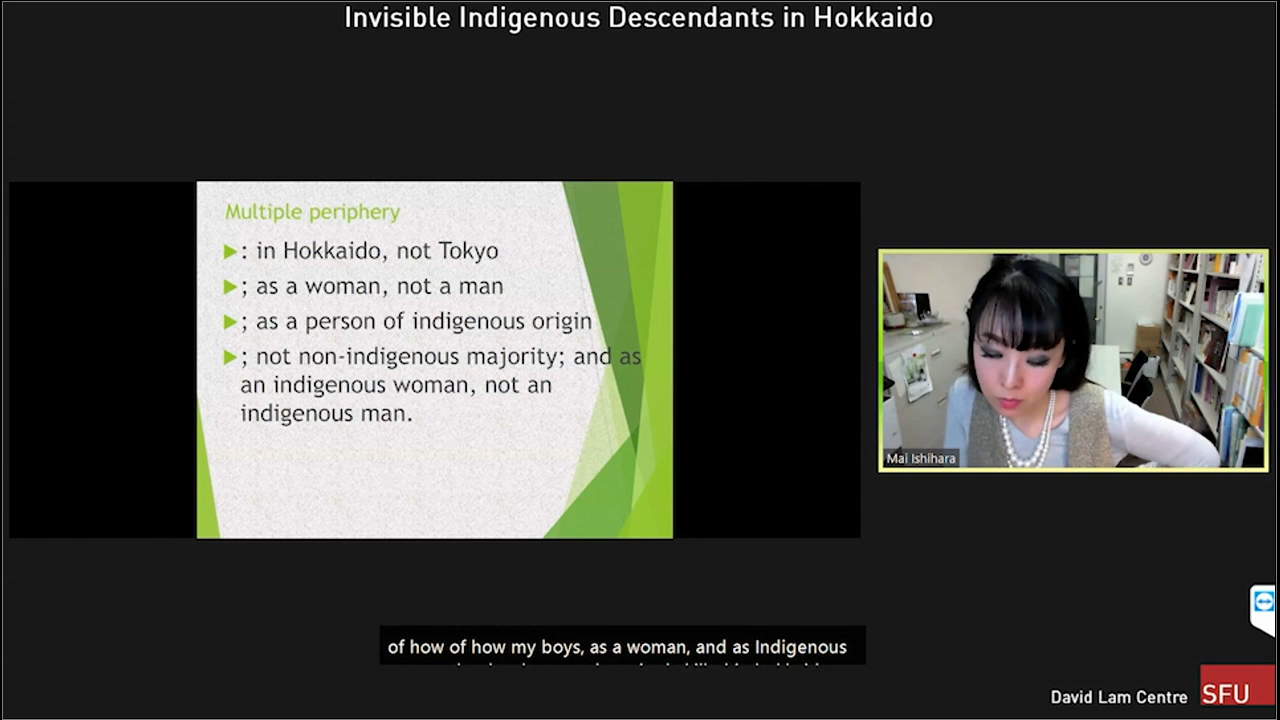 Invisible Indigenous Descendants in Hokkaido
Multiple periphery
: in Hokkaido, not Tokyo
; as a woman, not a man
; as a person of indigenous origin
; not non-indigenous majority; and as
an indigenous woman, not an
indigenous man.
Mai Ishihara
of how of how my boys, as a woman, and as Indigenous
David Lam Centre
SFU